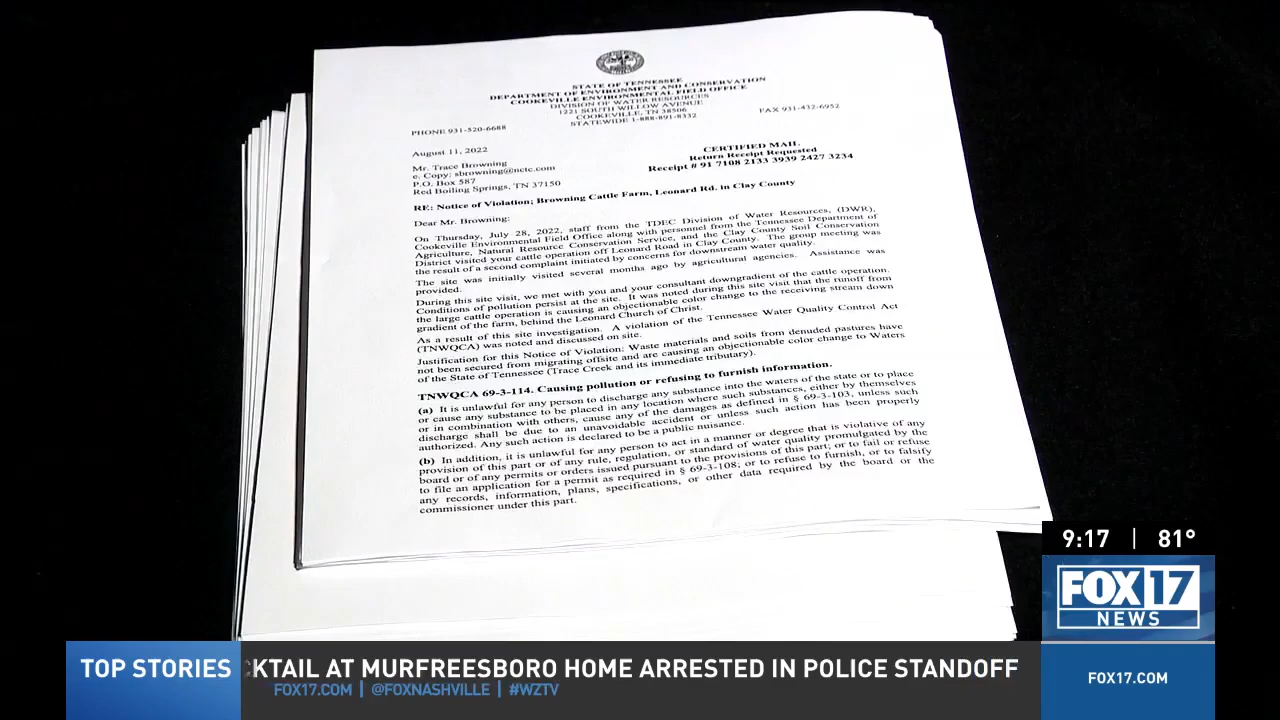 STATE OF TENNESSEE
DEPARTMENT OF ENVIRONMENT AND CONSERVATION
COOKEVILLE ENVIRONMENTAL FIELD OFFICE
DIVISION OF WATER RESOURCES
1221 SOUTH WILLOW AVENUE
COOKEVILLE, TN 38506
PHONE 931-520-6688 STATEWIDE 1-888-891-8332 FAX 931-432-6952
August 11, 2022
CERTIFIED MAIL
Return Receipt Requested
Receipt # 91 7108 2133 3939 2427 3234
Mr. Trace Browning
e. Copy; sbrowning@nctc.com
P.O. Box 587
Red Boiling Springs, TN 37150
RE: Notice of Violation; Browning Cattle Farm, Leonard Rd. in Clay County
Dear Mr. Browning:
On Thursday, July 28, 2022, staff from the TDEC Division of Water Resources, (DWR),
Cookeville Environmental Field Office along with personnel from the Tennessee Department of
Agriculture, Natural Resource Conservation Service, and the Clay County Soil Conservation
District visited your cattle operation off Leonard Road in Clay County. The group meeting was
the result of a second complaint initiated by concerns for downstream water quality.
The site was initially visited several months ago by agricultural agencies. Assistance was
provided.
During this site visit, we met with you and your consultant downgradient of the cattle operation.
Conditions of pollution persist at the site. It was noted during this site visit that the runoff from
the large cattle operation is causing an objectionable color change to the receiving stream down
gradient of the farm, behind the Leonard Church of Christ.
As a result of this site investigation. A violation of the Tennessee Water Quality Control Act
(TNWQCA) was noted and discussed on site.
Justification for this Notice of Violation; Waste materials and soils from denuded pastures have
not been secured from migrating offsite and are causing an objectionable color change to Waters
of the State of Tennessee (Trace Creek and its immediate tributary).
TNWQCA 69-3-114. Causing pollution or refusing to furnish information.
(a) It is unlawful for any person to discharge any substance into the waters of the state or to place
or cause any substance to be placed in any location where such substances, either by themselves
or in combination with others, cause any of the damages as defined in § 69-3-103, unless such
discharge shall be due to an unavoidable accident or unless such action has been properly
authorized. Any such action is declared to be a public nuisance.
(b) In addition, it is unlawful for any person to act in a manner or degree that is violative of any
provision of this part or of any rule, regulation, or standard of water quality promulgated by the
board or of any permits or orders issued pursuant to the provisions of this part; or to fail or refuse
to file an application for a permit as required in § 69-3-108; or to refuse to furnish, or to falsify
any records, information, plans, specifications, or other data required by the board or the
commissioner under this part.
9:17 | 81°
FOX 17
NEWS
TOP STORIES KTAIL AT MURFREESBORO HOME ARRESTED IN POLICE STANDOFF
FOX17.COM | @FOXNASHVILLE | #WZTV
FOX17.COM